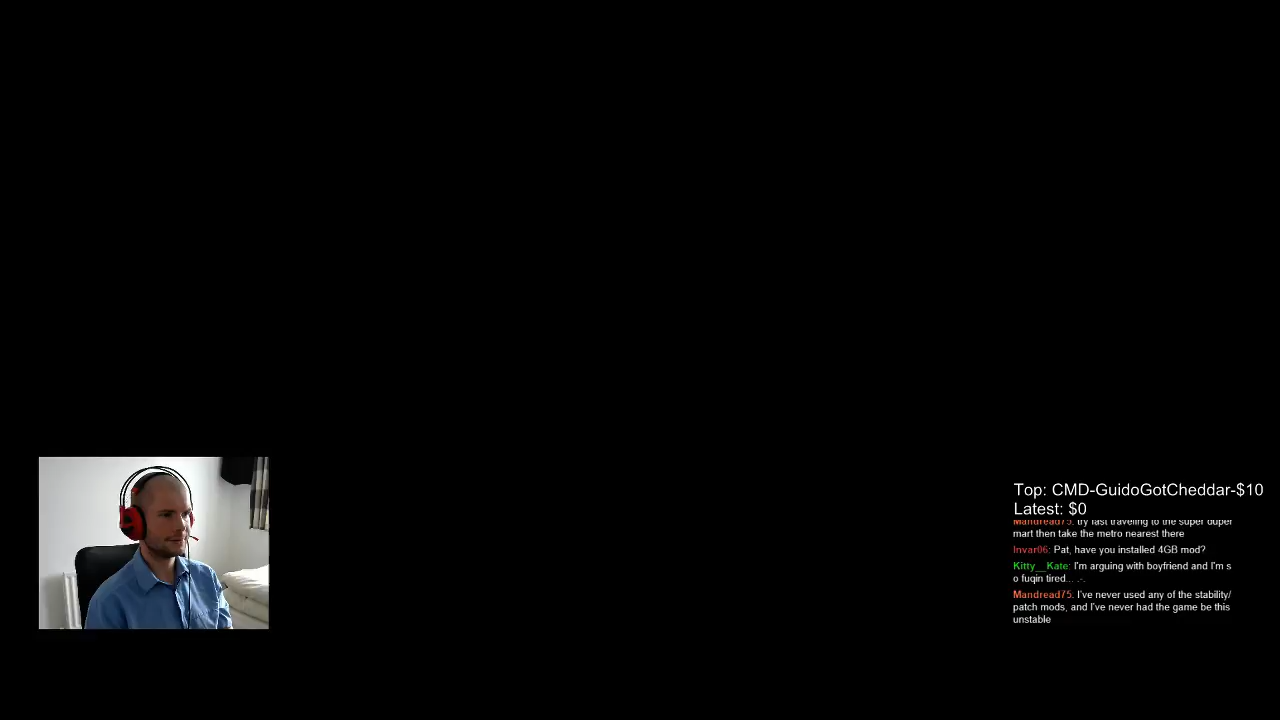 Top: CMD-GuidoGotCheddar-$10
Latest: $0
Mandread75: try fast traveling to the super duper
mart then take the metro nearest there
Invar06: Pat, have you installed 4GB mod?
Kitty__Kate: I'm arguing with boyfriend and I'm s
o fuqin tired... .-.
Mandread75: I've never used any of the stability/
patch mods, and I've never had the game be this
unstable